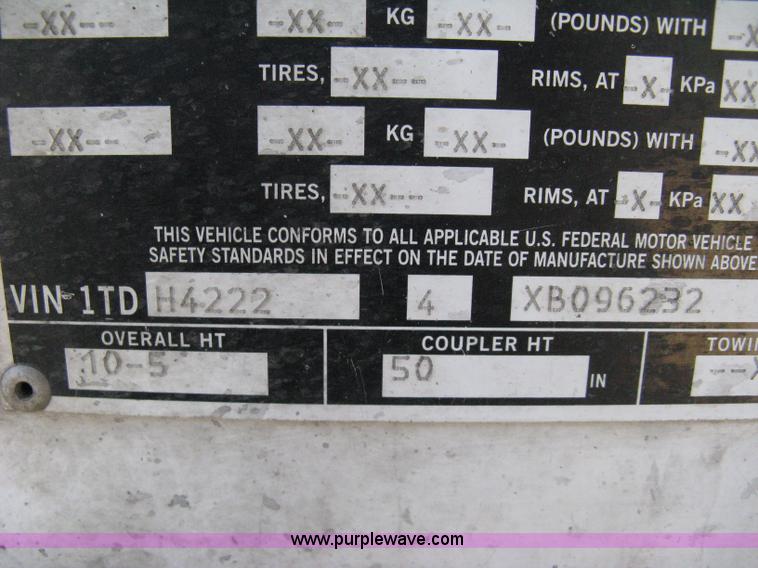 -XX-- -XX-- KG -XX-- (POUNDS) WITH
TIRES, -XX-- RIMS, AT -X- KPa XX
-XX-- -XX-- KG -XX-- (POUNDS) WITH -XX
TIRES, -XX-- RIMS, AT -X- KPa XX
THIS VEHICLE CONFORMS TO ALL APPLICABLE U.S. FEDERAL MOTOR VEHICLE
SAFETY STANDARDS IN EFFECT ON THE DATE OF MANUFACTURE SHOWN ABOVE
VIN 1TD H4222 4 XB096232
OVERALL HT COUPLER HT TOWIN
10-5 50 IN --X
www.purplewave.com